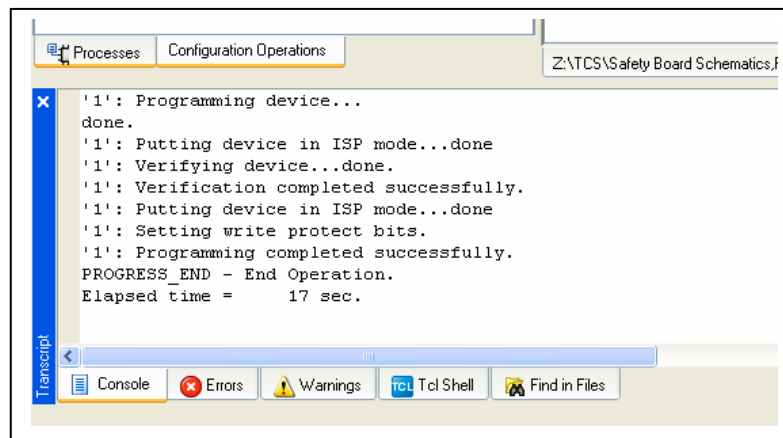 Processes
Configuration Operations
Z:\TCS\Safety Board Schematics,F
'1': Programming device...
done.
'1': Putting device in ISP mode...done
'1': Verifying device...done.
'1': Verification completed successfully.
'1': Putting device in ISP mode...done
'1': Setting write protect bits.
'1': Programming completed successfully.
PROGRESS_END - End Operation.
Elapsed time =     17 sec.
Transcript
Console
Errors
Warnings
TCL Tcl Shell
Find in Files